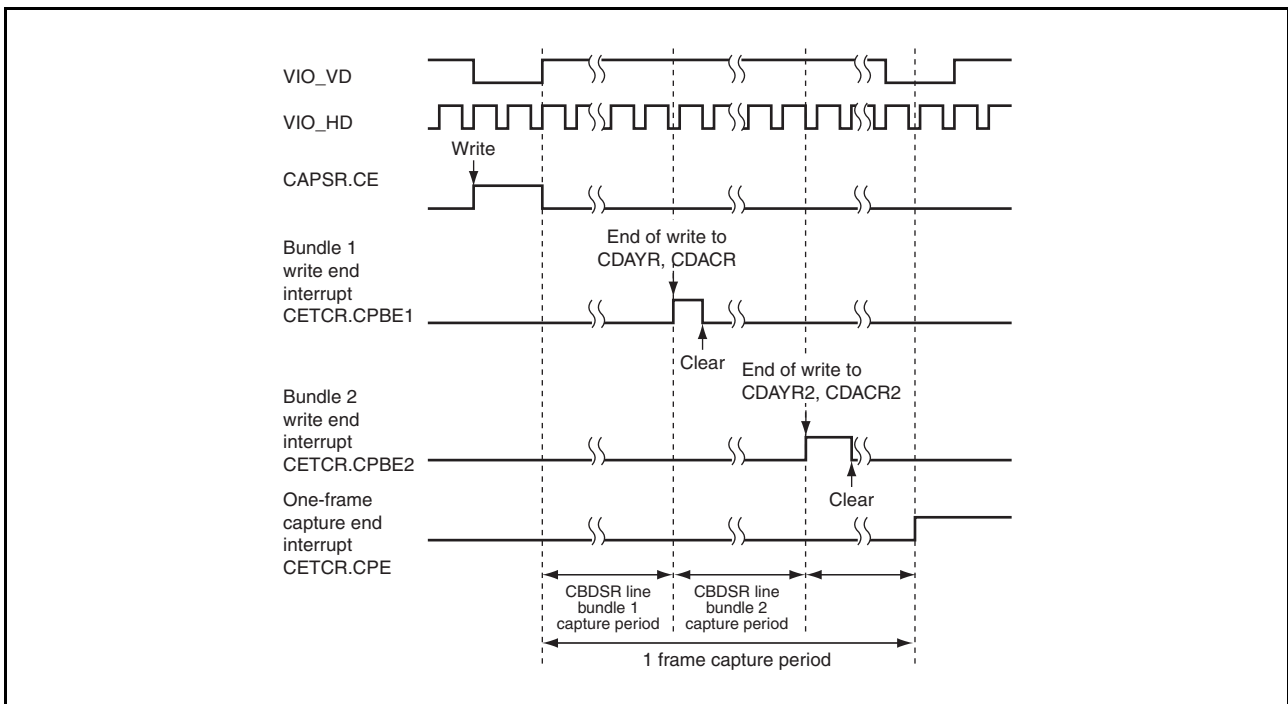 VIO_VD
VIO_HD
Write
CAPSR.CE
Bundle 1
write end
interrupt
CETCR.CPBE1
End of write to
CDAYR, CDACR
Clear
Bundle 2
write end
interrupt
CETCR.CPBE2
End of write to
CDAYR2, CDACR2
Clear
One-frame
capture end
interrupt
CETCR.CPE
CBDSR line
bundle 1
capture period
CBDSR line
bundle 2
capture period
1 frame capture period